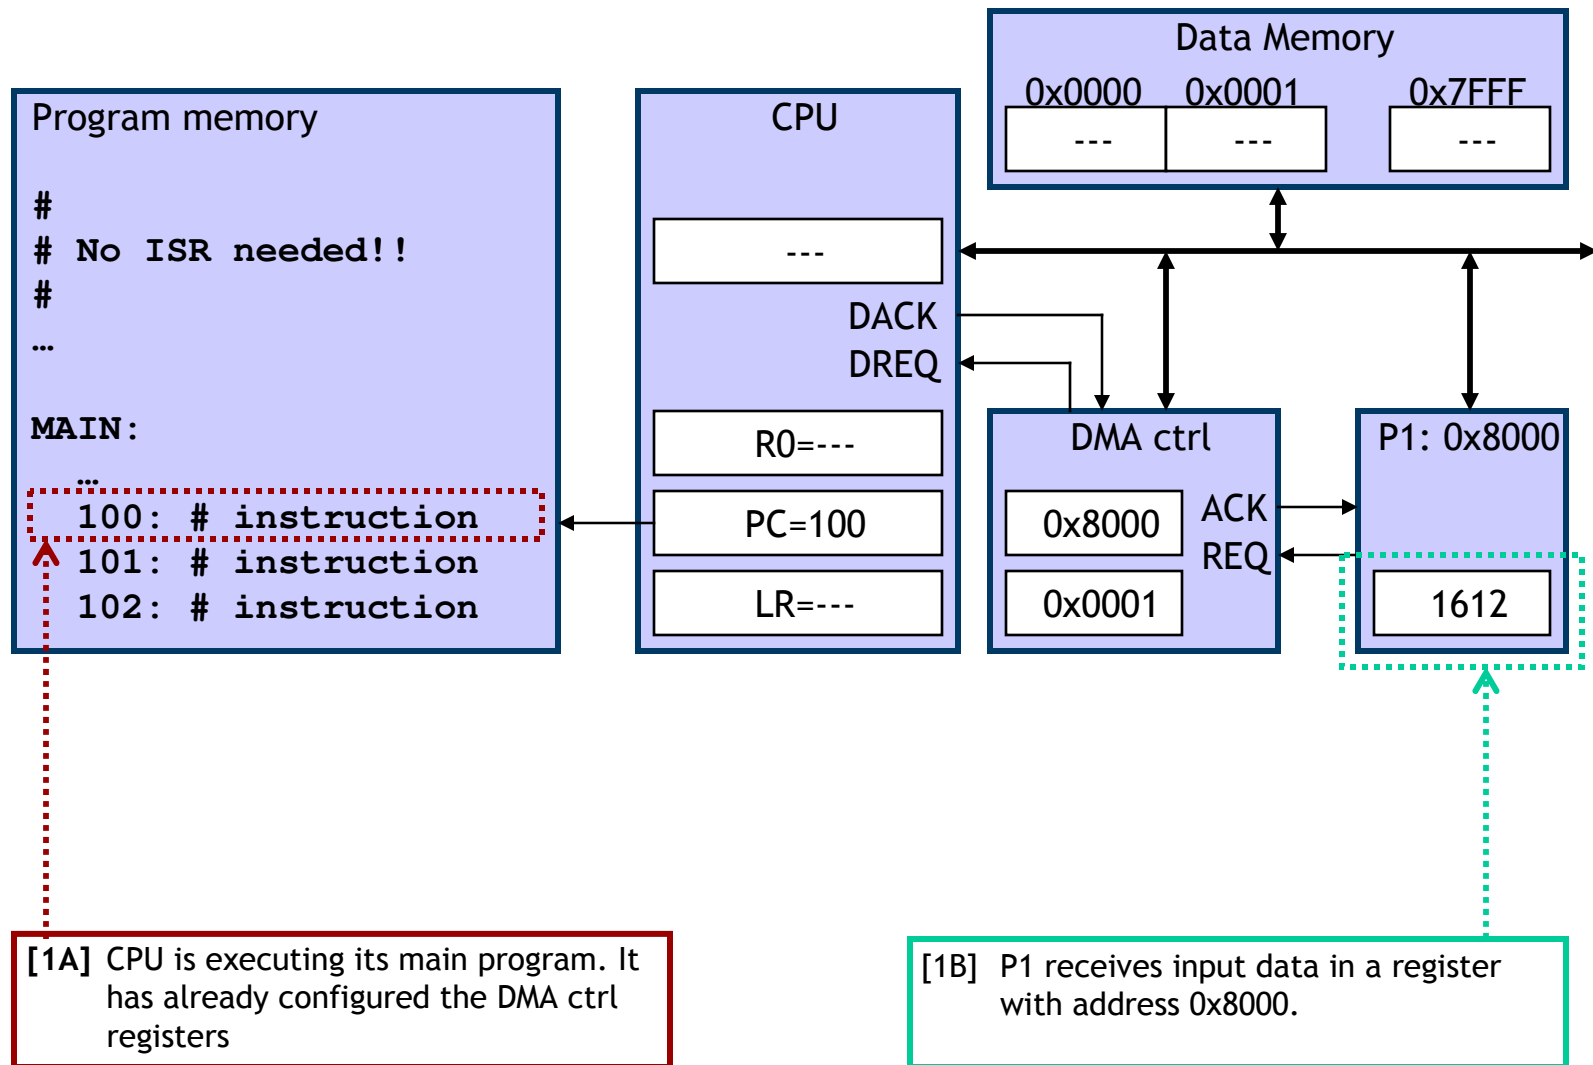 Data Memory
0x0000 0x0001 0x7FFF
--- --- ---
Program memory
#
# No ISR needed!!
#
…
MAIN:
…
100: # instruction
101: # instruction
102: # instruction
CPU
---
DACK
DREQ
R0=---
PC=100
LR=---
DMA ctrl
0x8000
0x0001
ACK
REQ
P1: 0x8000
1612
[1A] CPU is executing its main program. It
has already configured the DMA ctrl
registers
[1B] P1 receives input data in a register
with address 0x8000.